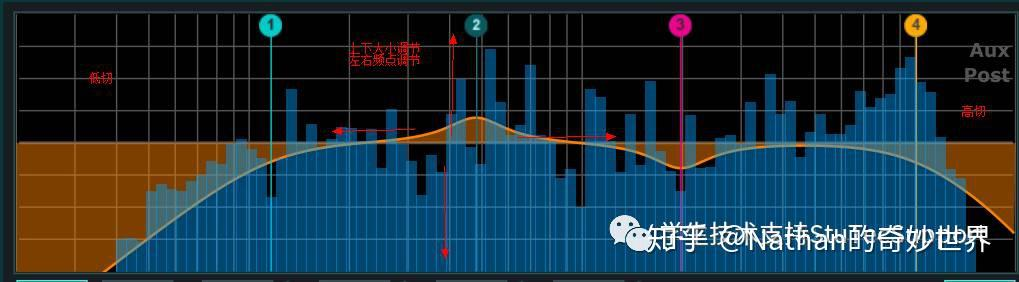 1
2
3
4
上下大小调节
左右频点调节
Aux
Post
低切
高切
知乎 @Nathan的奇妙世界